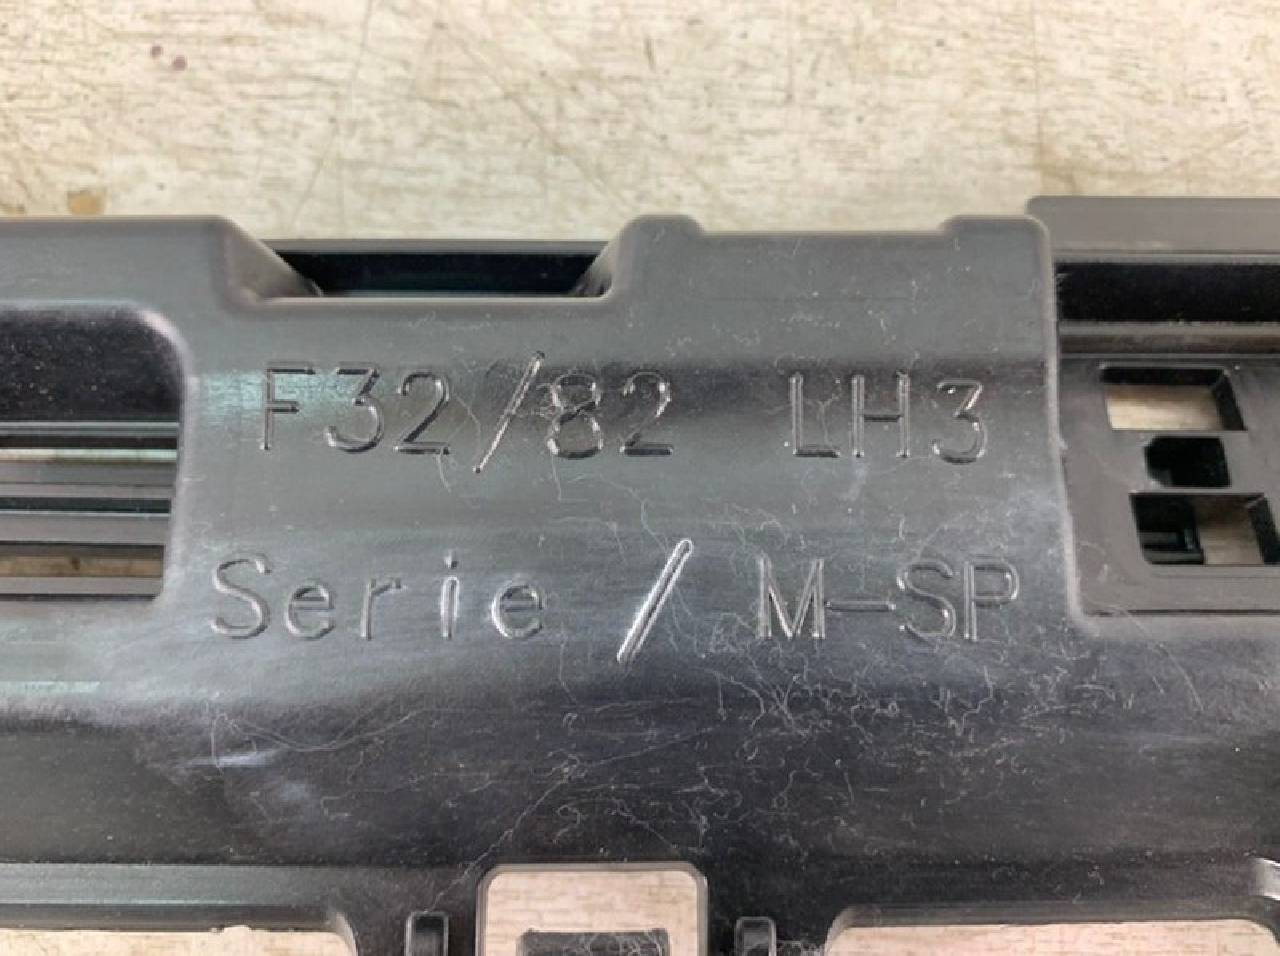 F32/82 LH3
Serie / M-SP